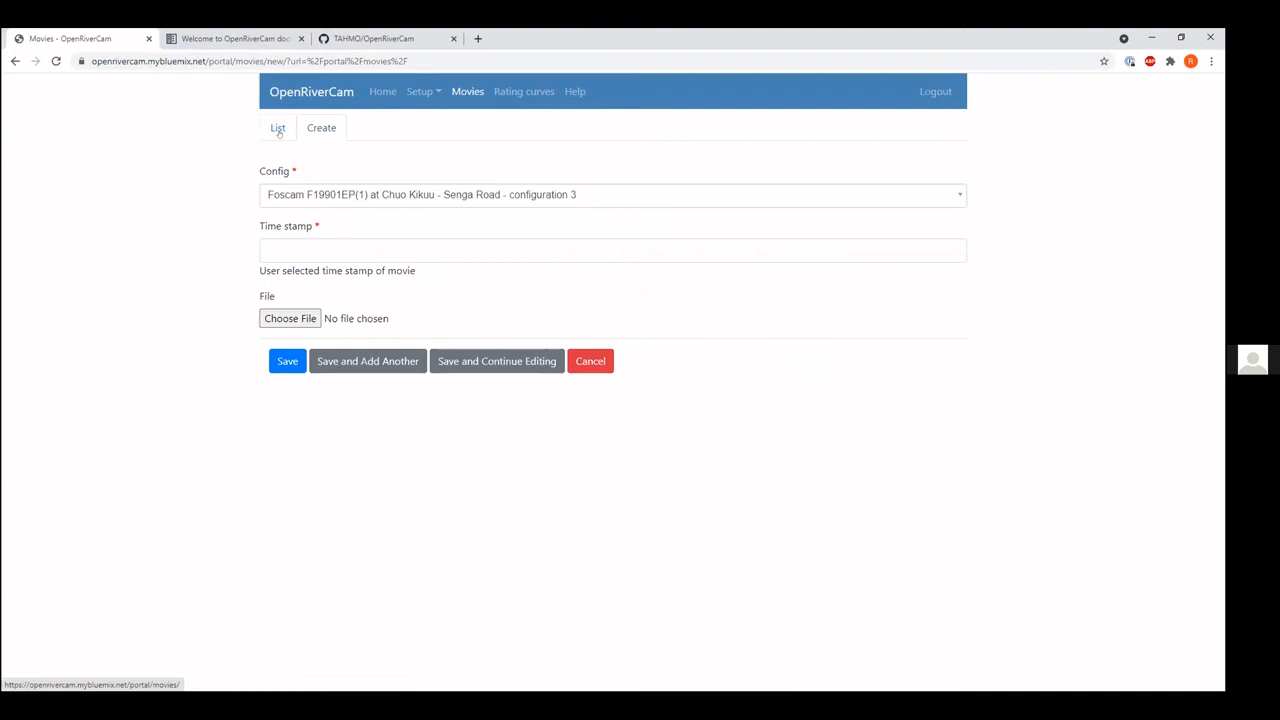 Movies - OpenRiverCam
Welcome to OpenRiverCam doc
TAHMO/OpenRiverCam
openrivercam.mybluemix.net/portal/movies/new/?url=%2Fportal%2Fmovies%2F
ABP
R
OpenRiverCam Home Setup Movies Rating curves Help Logout
List Create
Config *
Foscam F19901EP(1) at Chuo Kikuu - Senga Road - configuration 3
Time stamp *
User selected time stamp of movie
File
Choose File No file chosen
Save Save and Add Another Save and Continue Editing Cancel
https://openrivercam.mybluemix.net/portal/movies/